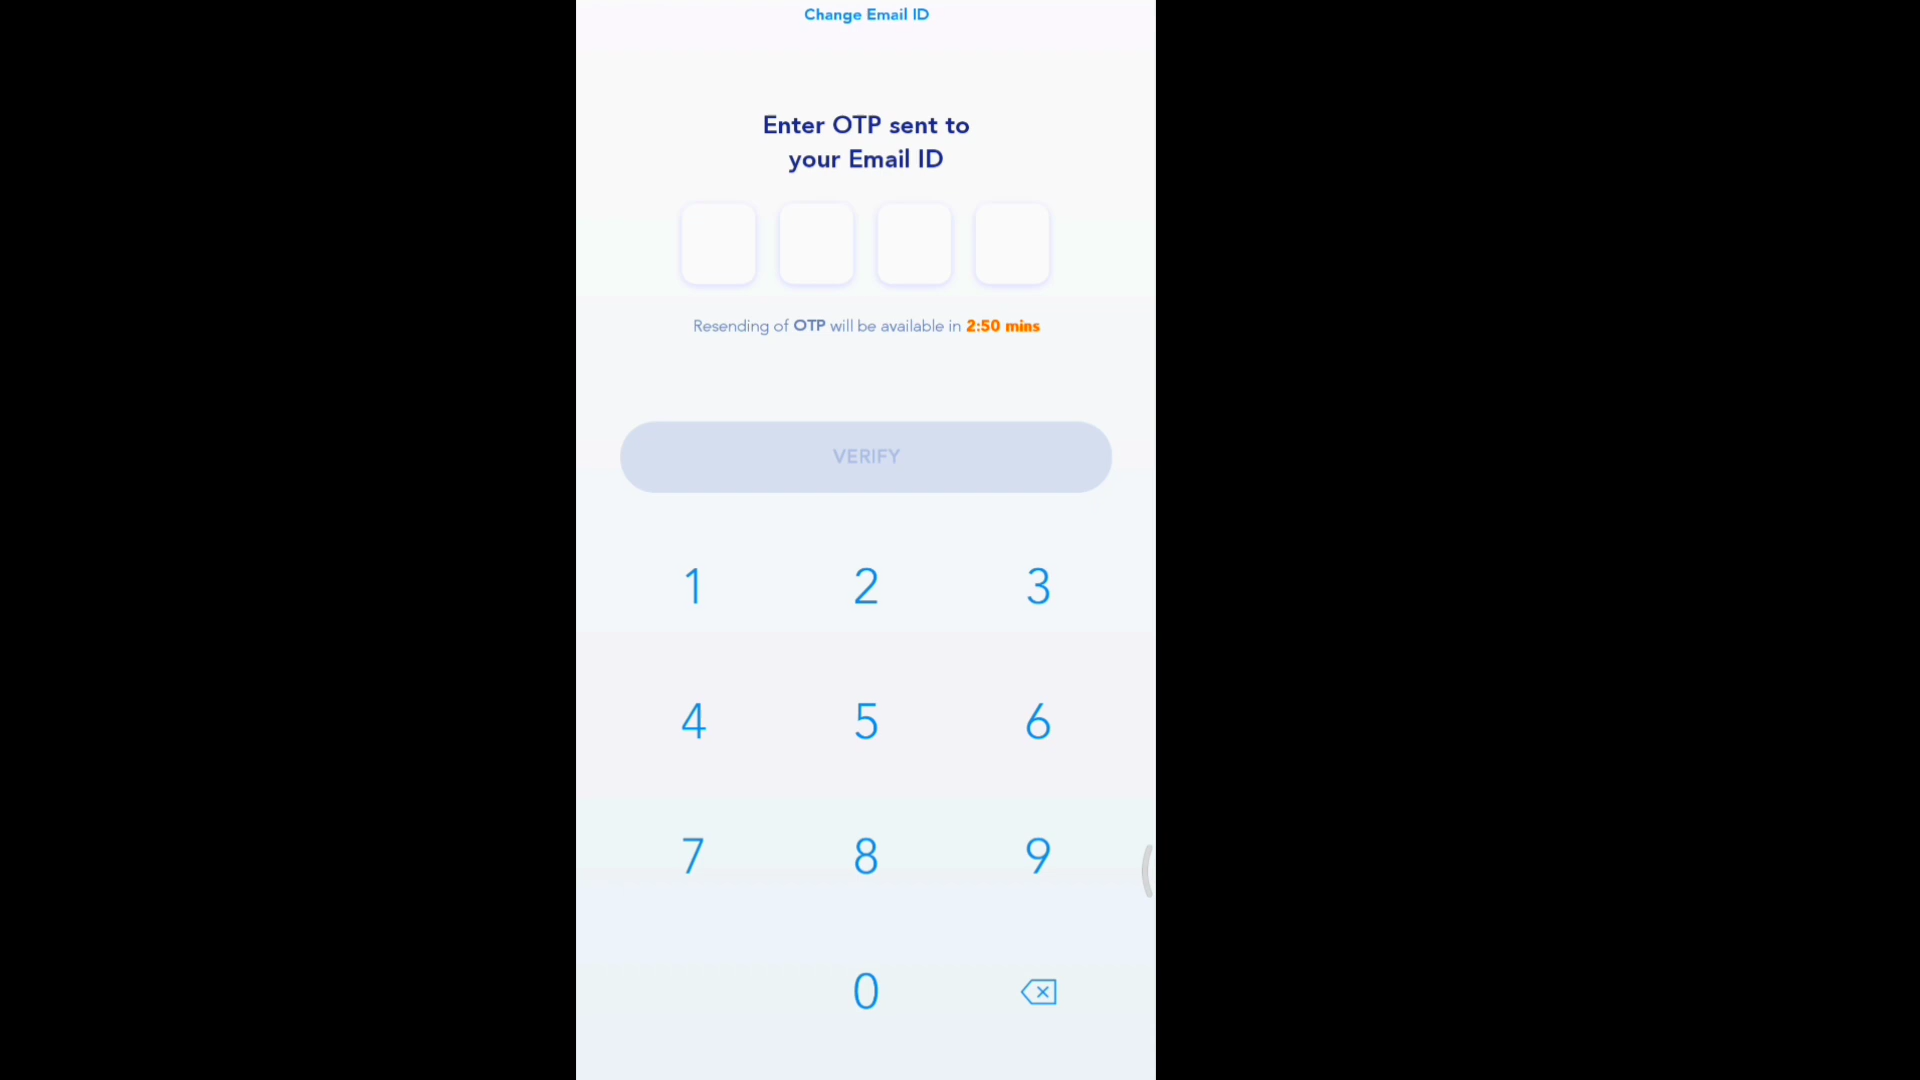 Change Email ID
Enter OTP sent to
your Email ID
Resending of OTP will be available in 2:50 mins
VERIFY
1 2 3
4 5 6
7 8 9
0